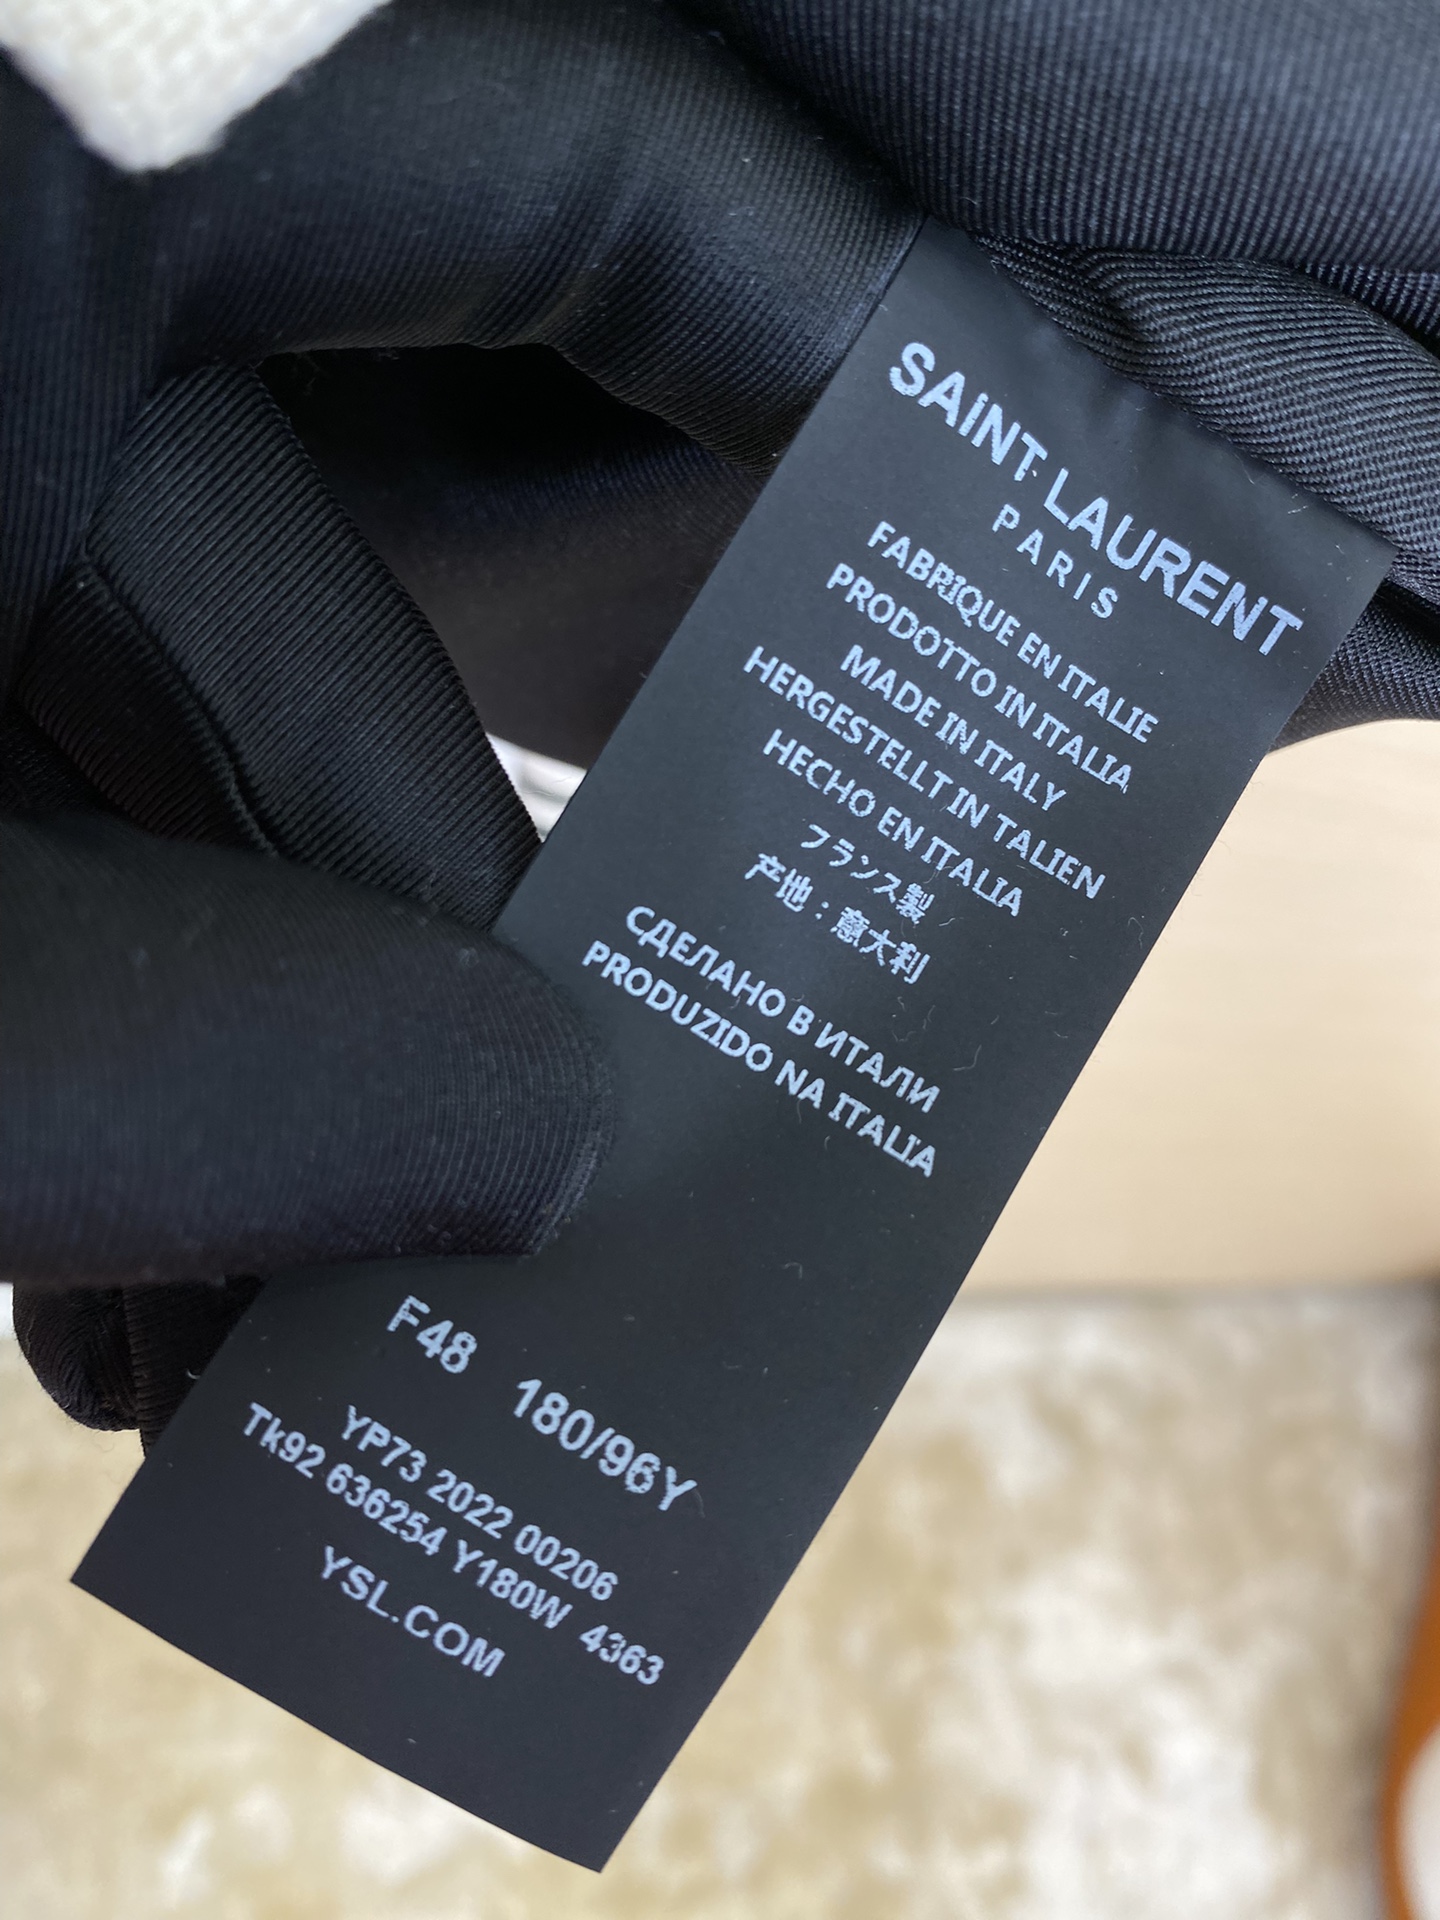 SAiNT LAURENT
PARIS
FABRIQUE EN ITALIE
PRODOTTO IN ITALIA
MADE IN ITALY
HERGESTELLT IN TALIEN
HECHO EN ITALIA
フランス製
产地：意大利
СДЕЛАНО В ИТАЛИ
PRODUZIDO NA ITALIA
F48 180/96Y
YP73 2022 00206
Tk92 636254 Y180W 4363
YSL.COM